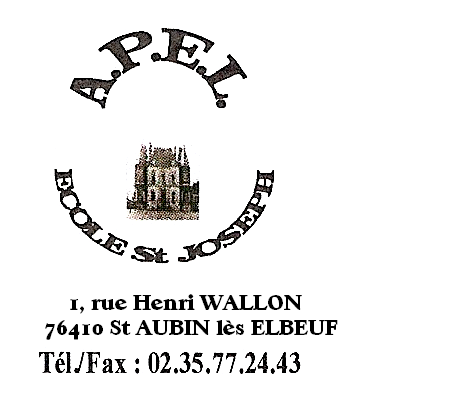 A.P.E.L.
ECOLE St JOSEPH
1, rue Henri WALLON
76410 St AUBIN lès ELBEUF
Tél./Fax : 02.35.77.24.43